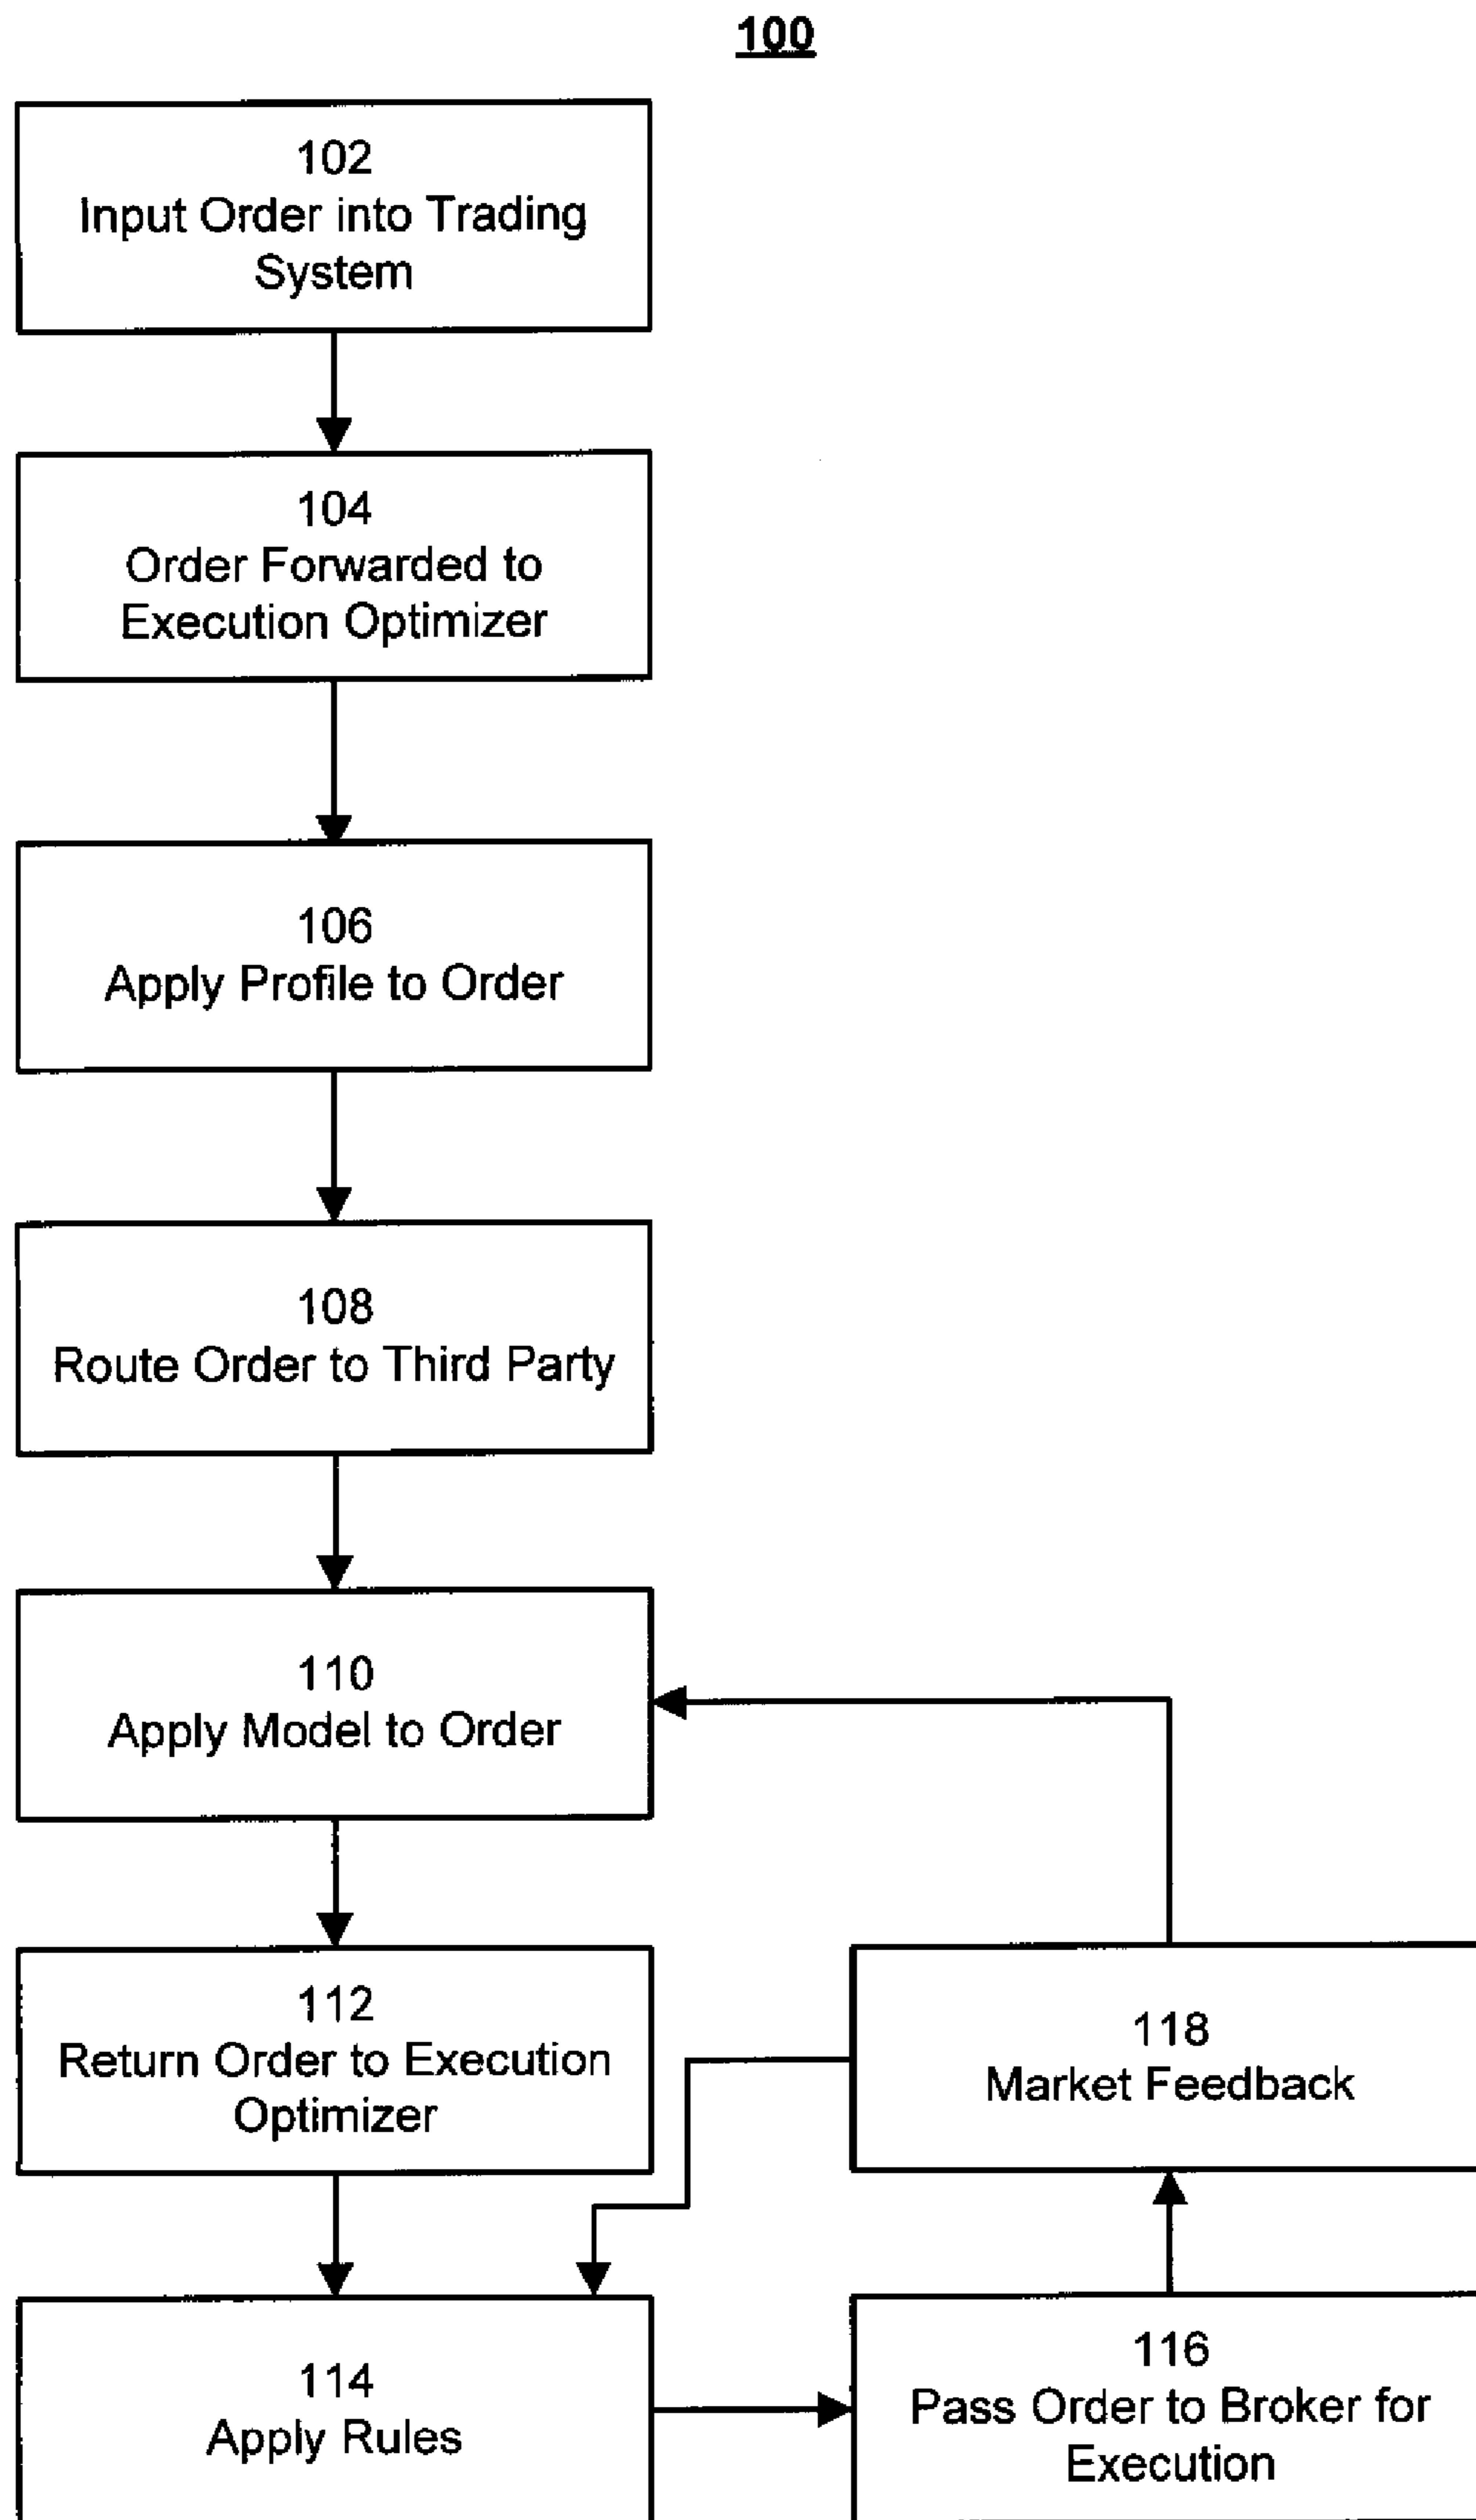 100
102
Input Order into Trading
System
104
Order Forwarded to
Execution Optimizer
106
Apply Profile to Order
108
Route Order to Third Party
110
Apply Model to Order
112
Return Order to Execution
Optimizer
118
Market Feedback
114
Apply Rules
116
Pass Order to Broker for
Execution